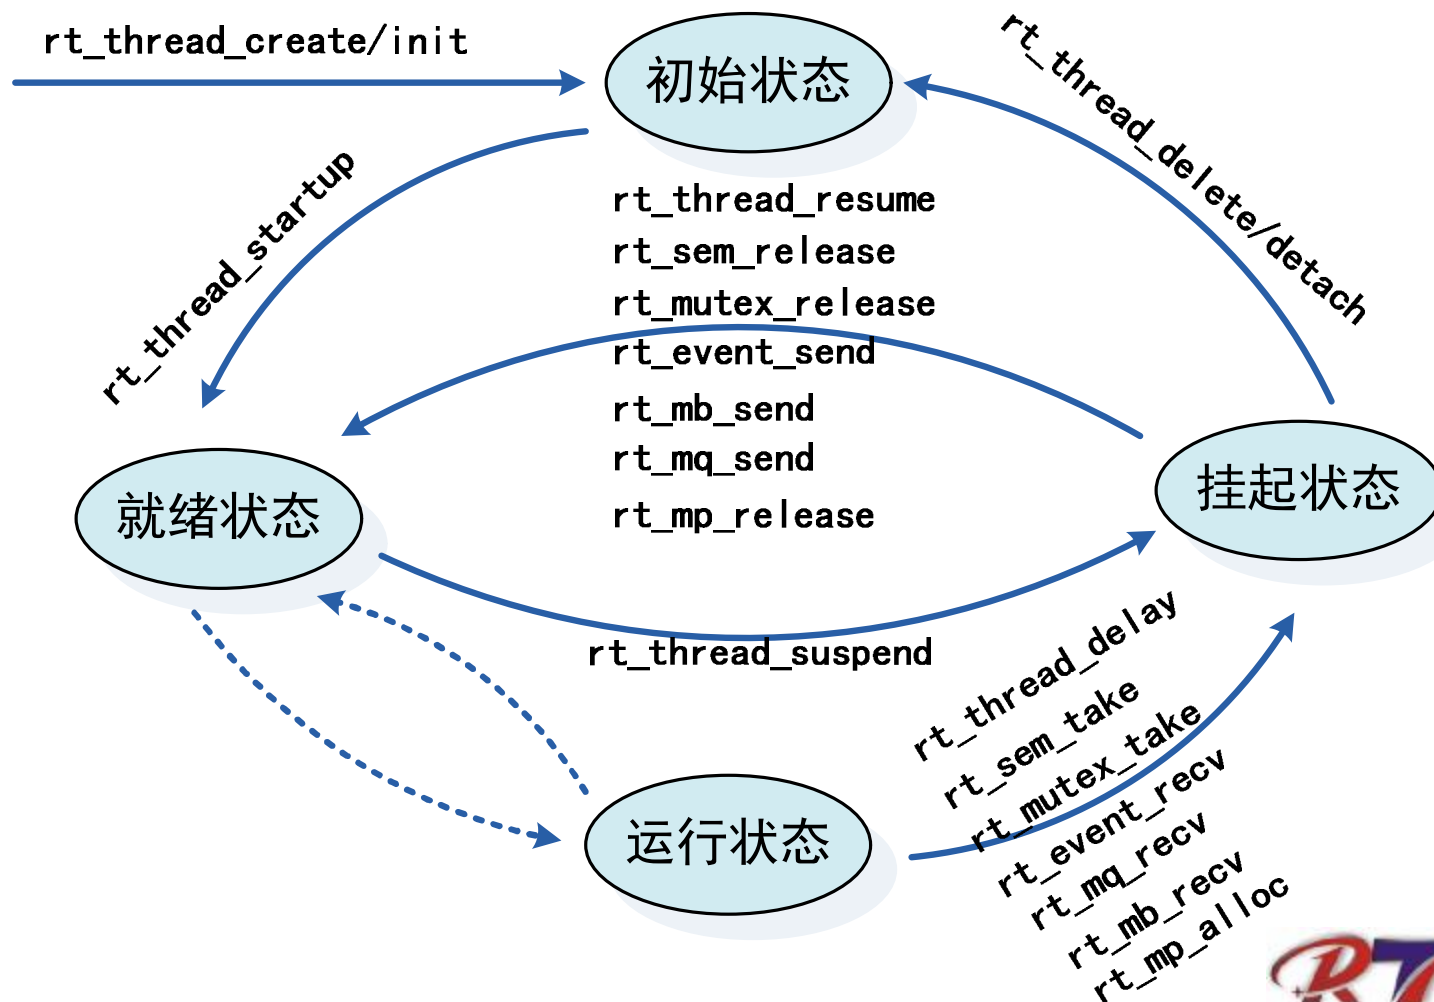 rt_thread_create/init
初始状态
rt_thread_delete/detach
rt_thread_startup
rt_thread_resume
rt_sem_release
rt_mutex_release
rt_event_send
rt_mb_send
rt_mq_send
rt_mp_release
就绪状态
挂起状态
rt_thread_suspend
rt_thread_delay
rt_sem_take
rt_mutex_take
rt_event_recv
rt_mq_recv
rt_mb_recv
rt_mp_alloc
运行状态
RT